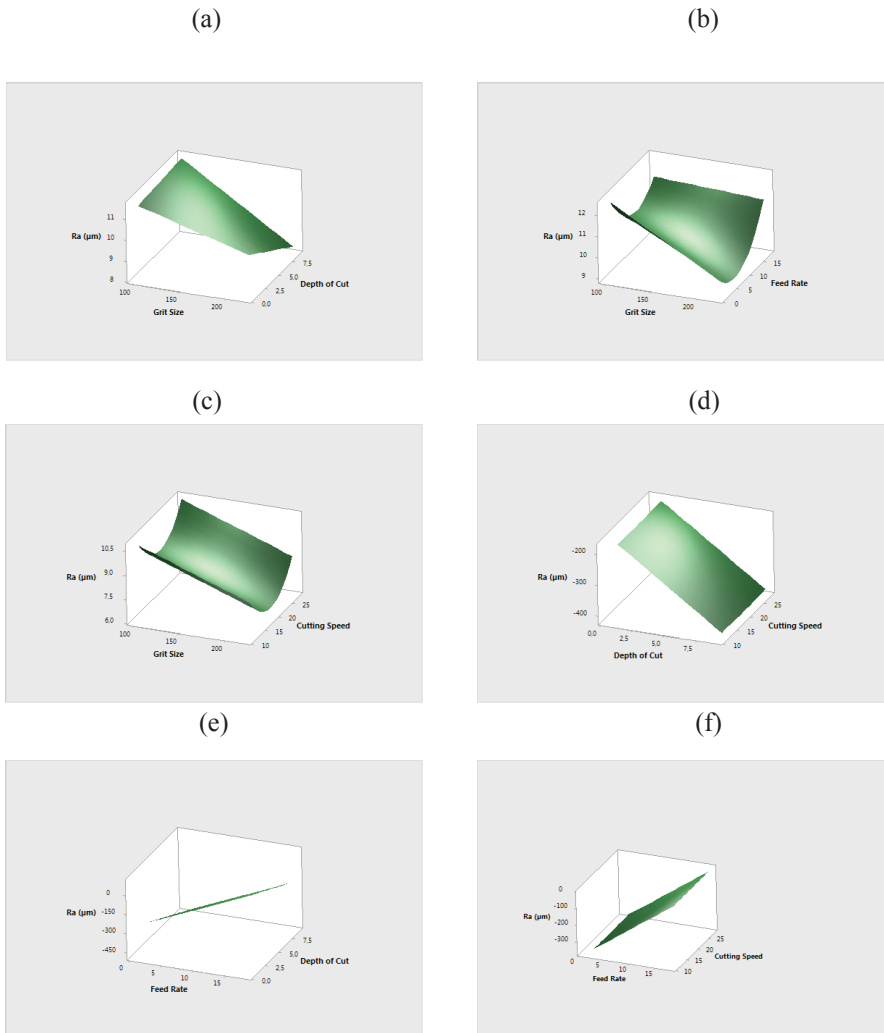 (a)
(b)
11
10
9
8
Ra (µm)
100
150
200
Grit Size
0,0
2,5
5,0
7,5
Depth of Cut
12
11
10
9
Ra (µm)
100
150
200
Grit Size
0
5
10
15
Feed Rate
(c)
(d)
10,5
9,0
7,5
6,0
Ra (µm)
100
150
200
Grit Size
10
15
20
25
Cutting Speed
-200
-300
-400
Ra (µm)
0,0
2,5
5,0
7,5
Depth of Cut
10
15
20
25
Cutting Speed
(e)
(f)
0
-150
-300
-450
Ra (µm)
0
5
10
15
Feed Rate
0,0
2,5
5,0
7,5
Depth of Cut
0
-100
-200
-300
Ra (µm)
0
5
10
15
Feed Rate
10
15
20
25
Cutting Speed